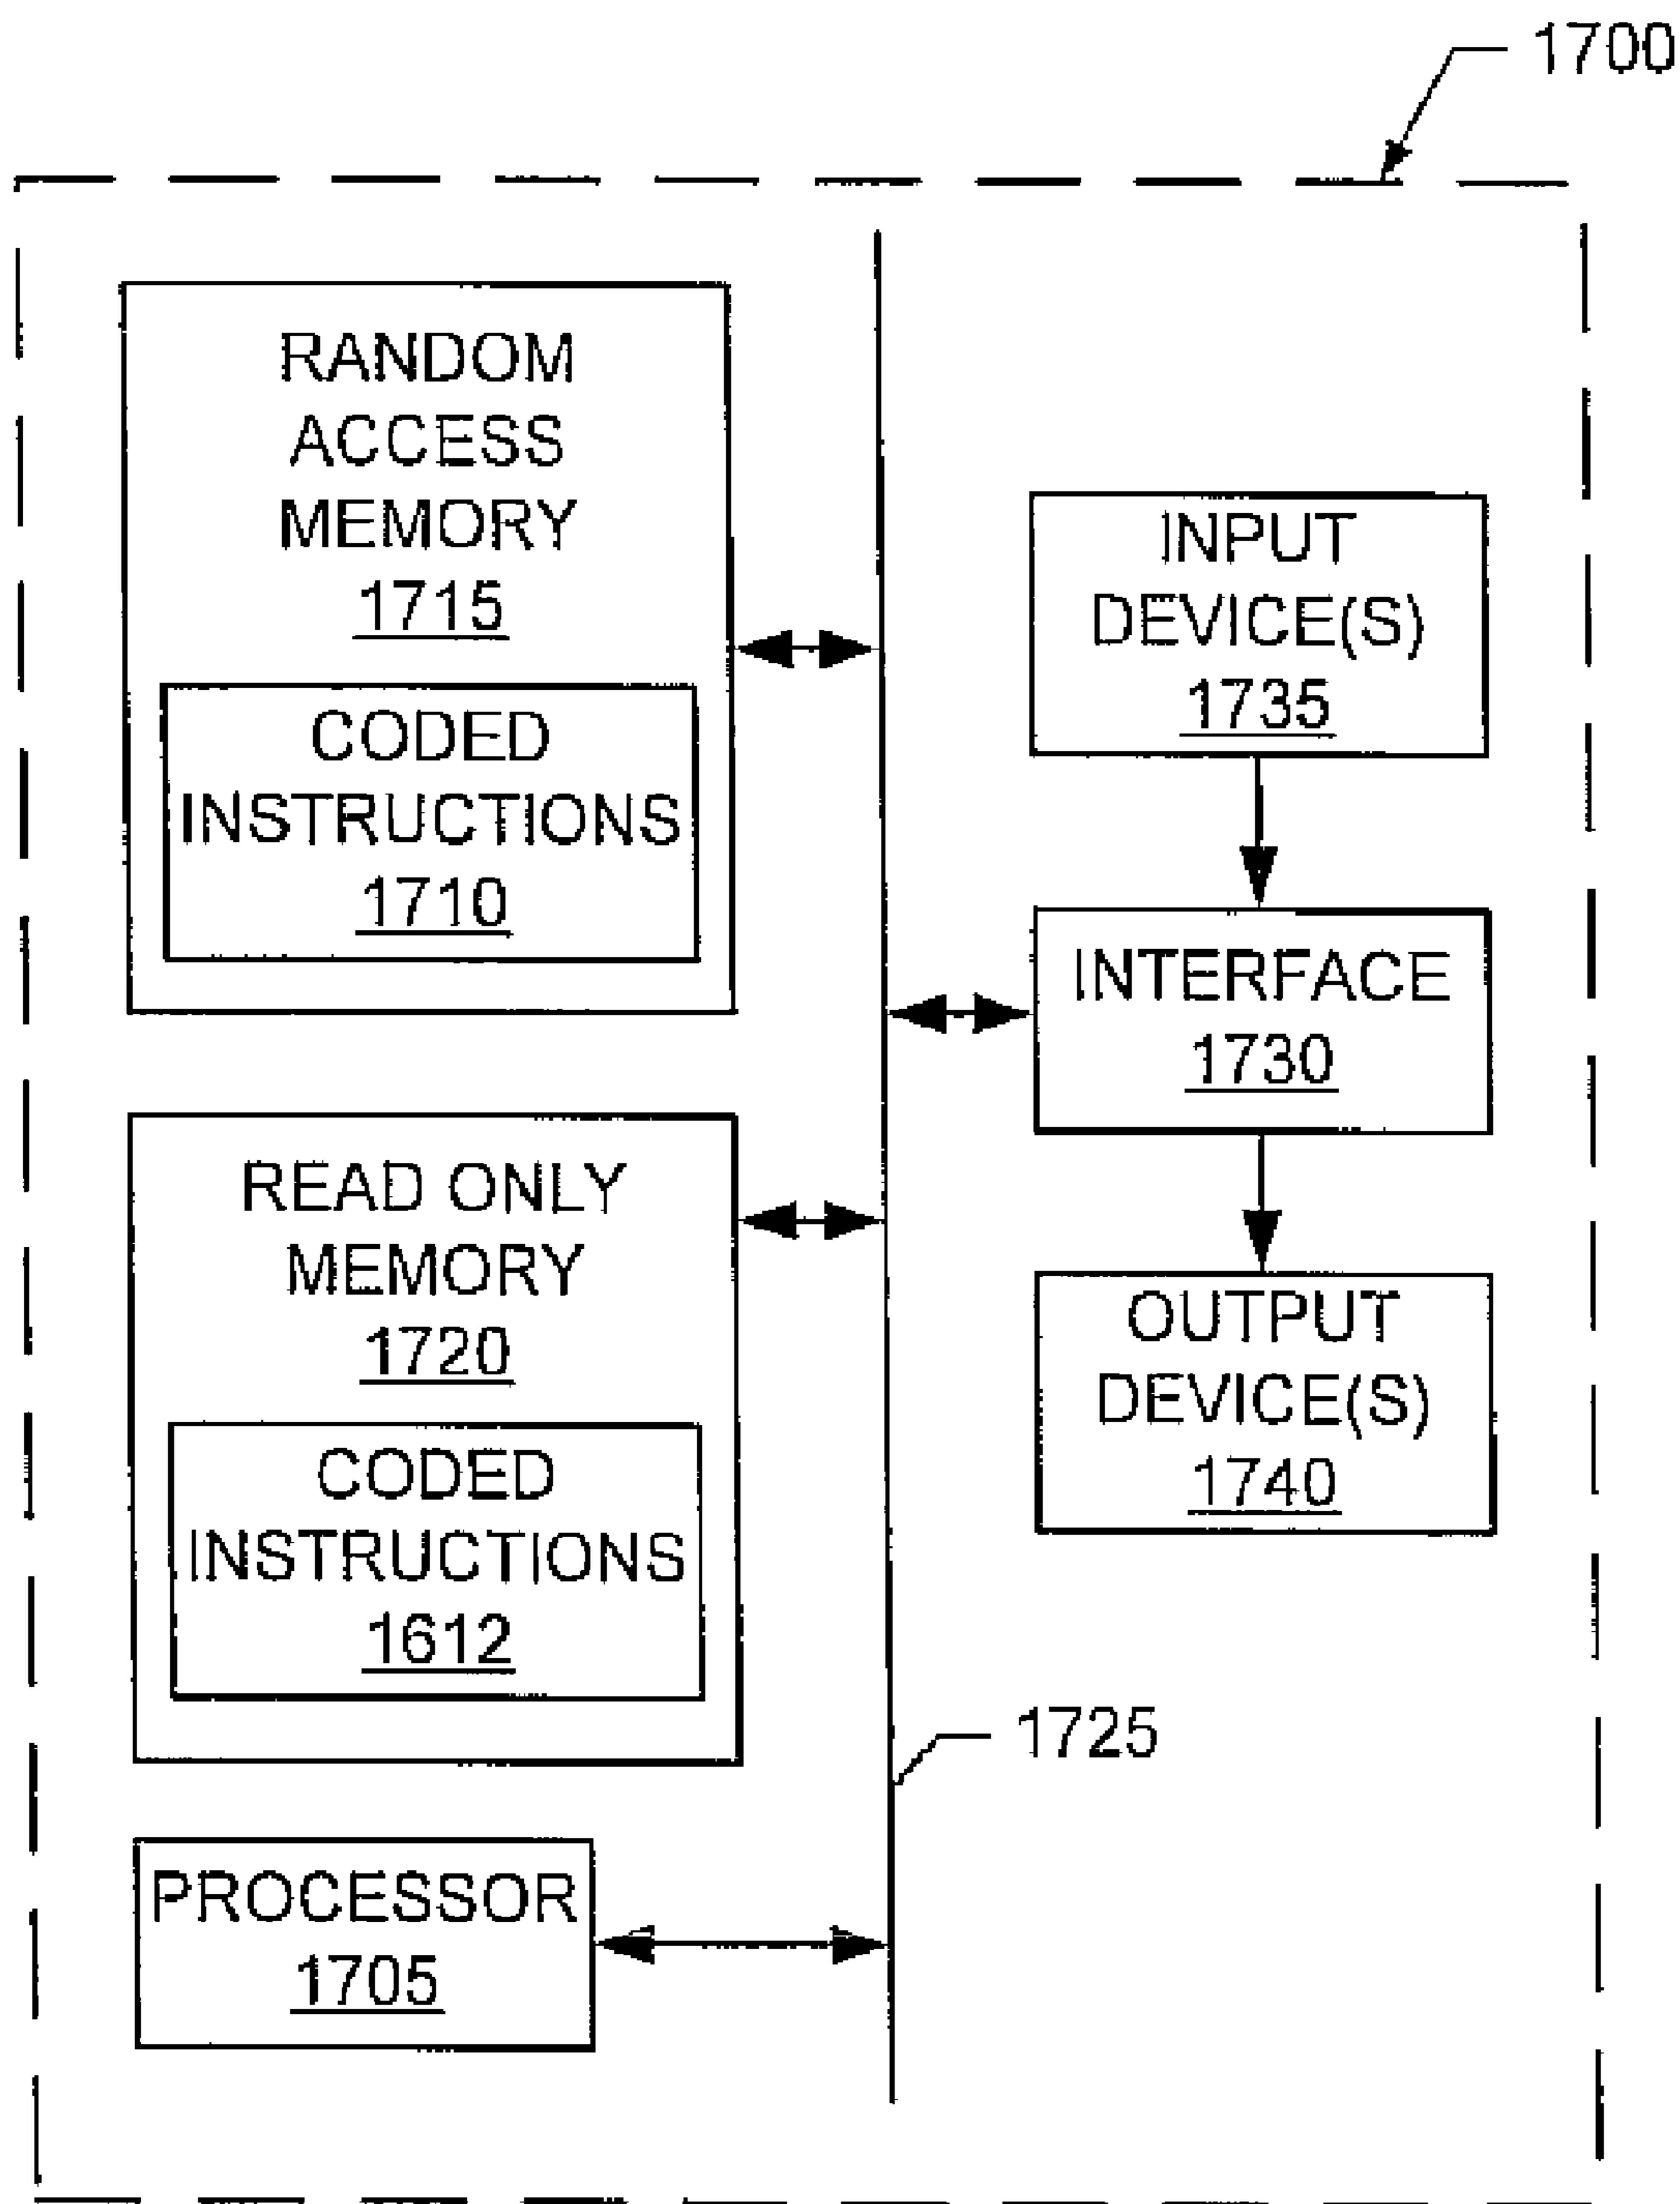 1700
RANDOM
ACCESS
MEMORY
1715
CODED
INSTRUCTIONS
1710
INPUT
DEVICE(S)
1735
INTERFACE
1730
READ ONLY
MEMORY
1720
CODED
INSTRUCTIONS
1612
OUTPUT
DEVICE(S)
1740
1725
PROCESSOR
1705